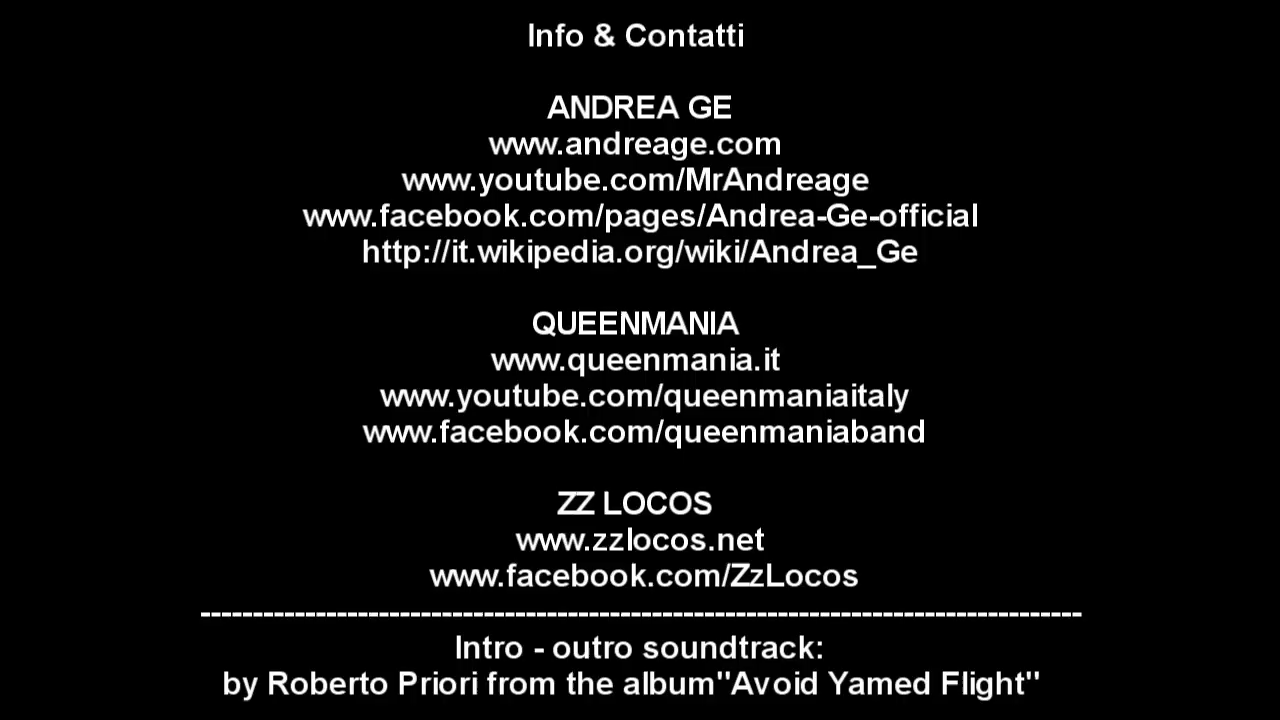 Info & Contatti
ANDREA GE
www.andreage.com
www.youtube.com/MrAndreage
www.facebook.com/pages/Andrea-Ge-official
http://it.wikipedia.org/wiki/Andrea_Ge
QUEENMANIA
www.queenmania.it
www.youtube.com/queenmaniaitaly
www.facebook.com/queenmaniaband
ZZ LOCOS
www.zzlocos.net
www.facebook.com/ZzLocos
------------------------------------------------------------------------------------
Intro - outro soundtrack:
by Roberto Priori from the album"Avoid Yamed Flight"